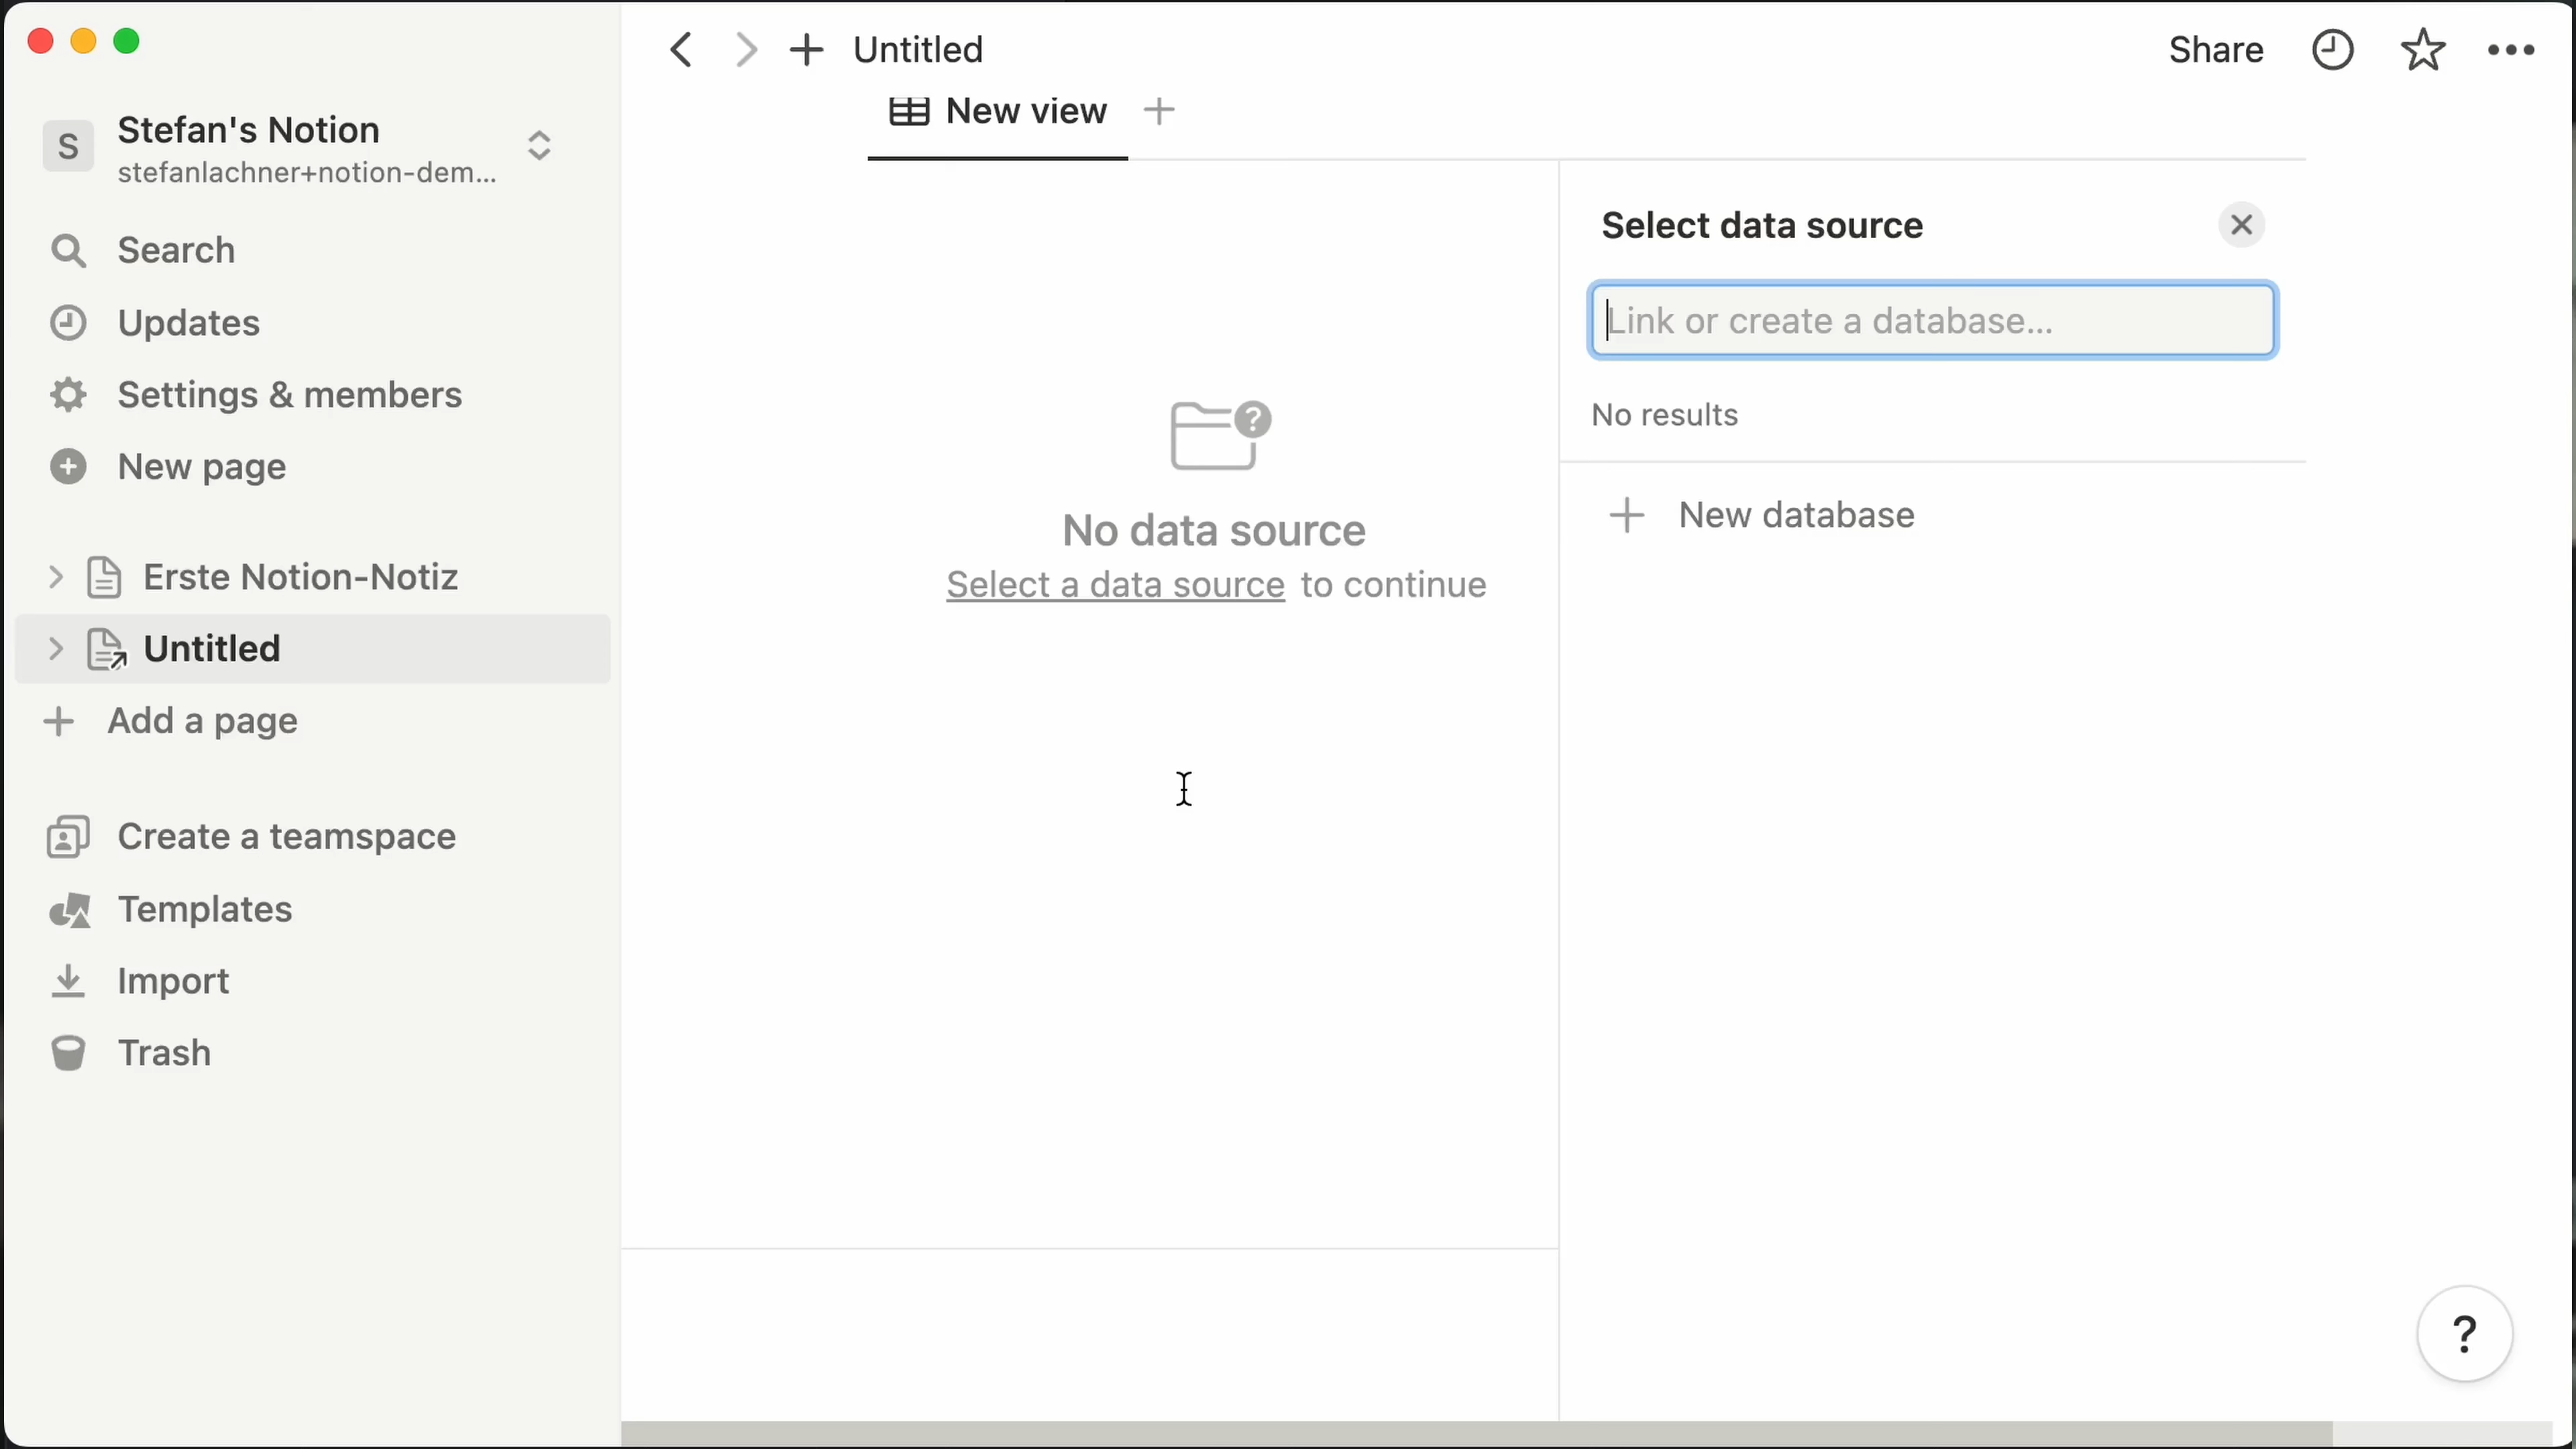 Untitled
Share
S
Stefan's Notion
stefanlachner+notion-dem...
Search
Updates
Settings & members
New page
Erste Notion-Notiz
Untitled
Add a page
Create a teamspace
Templates
Import
Trash
New view
?
No data source
Select a data source to continue
Select data source
Link or create a database...
No results
New database
?